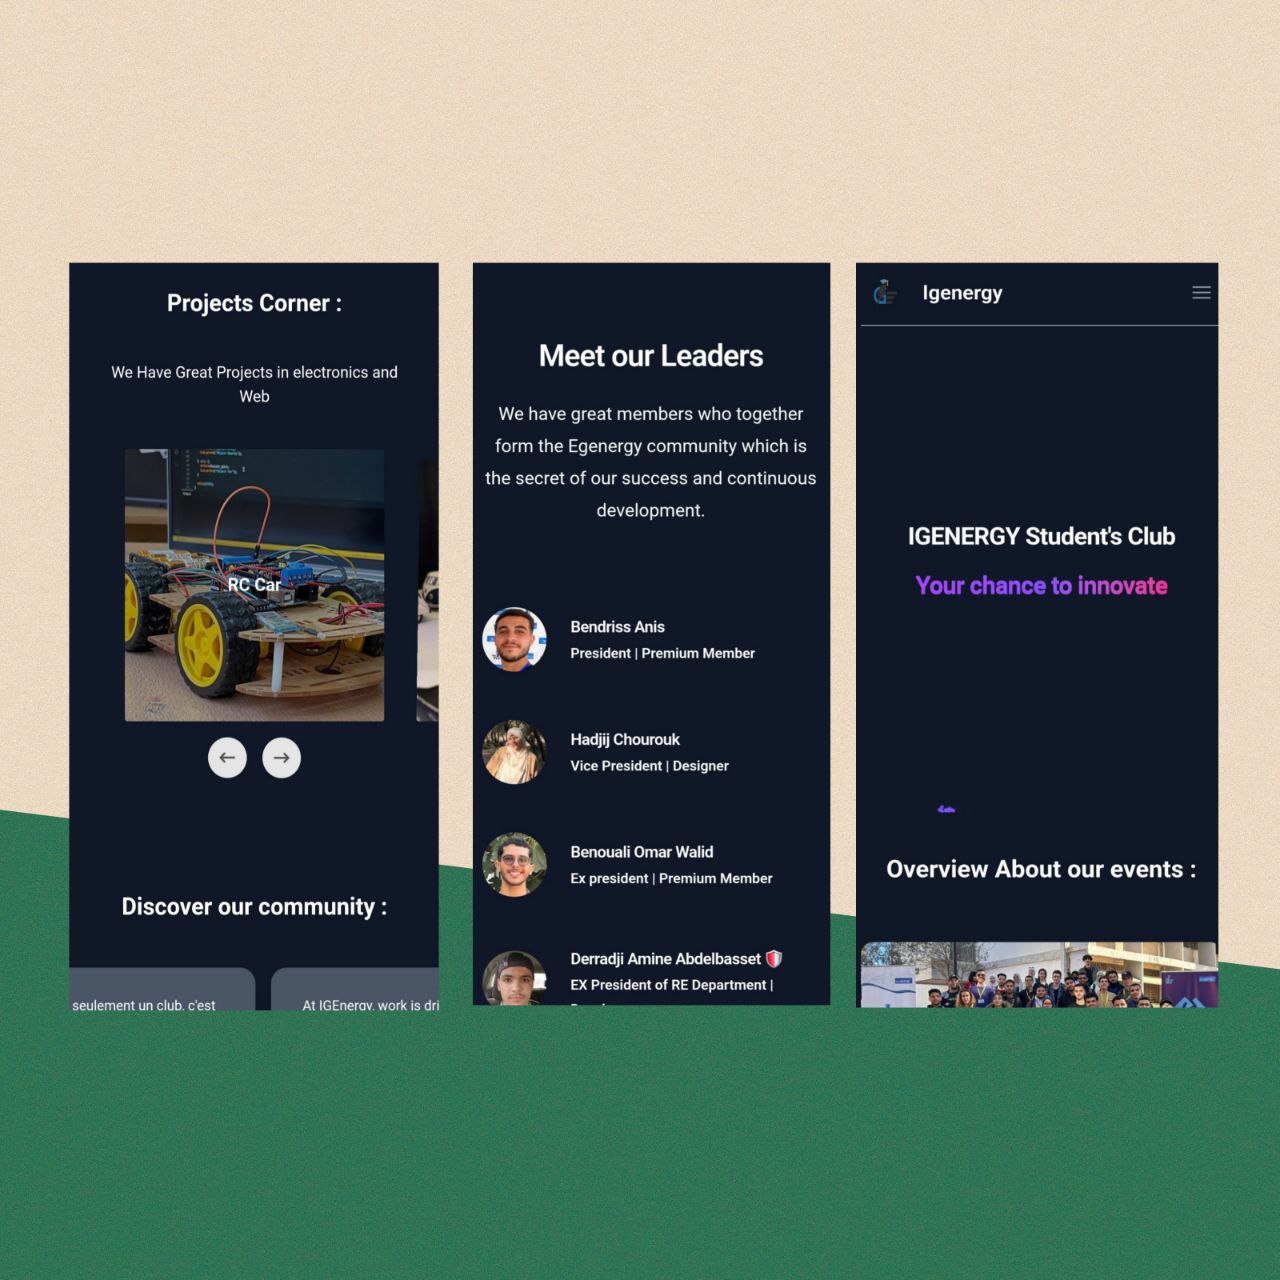 Projects Corner :
We Have Great Projects in electronics and
Web
RC Car
Discover our community :
seulement un club, c'est
At IGEnergy, work is dri
Meet our Leaders
We have great members who together
form the Egenergy community which is
the secret of our success and continuous
development.
Bendriss Anis
President | Premium Member
Hadjij Chourouk
Vice President | Designer
Benouali Omar Walid
Ex president | Premium Member
Derradji Amine Abdelbasset
EX President of RE Department |
Igenergy
IGENERGY Student's Club
Your chance to innovate
Overview About our events :